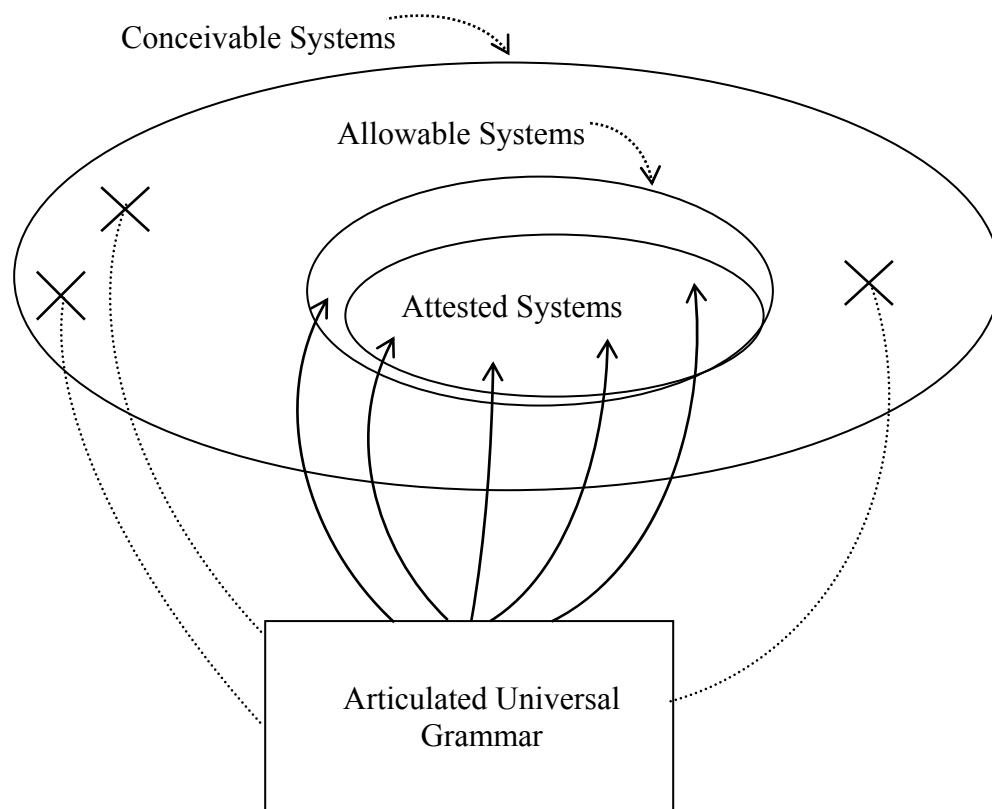 Conceivable Systems
Allowable Systems
Attested Systems
Articulated Universal
Grammar